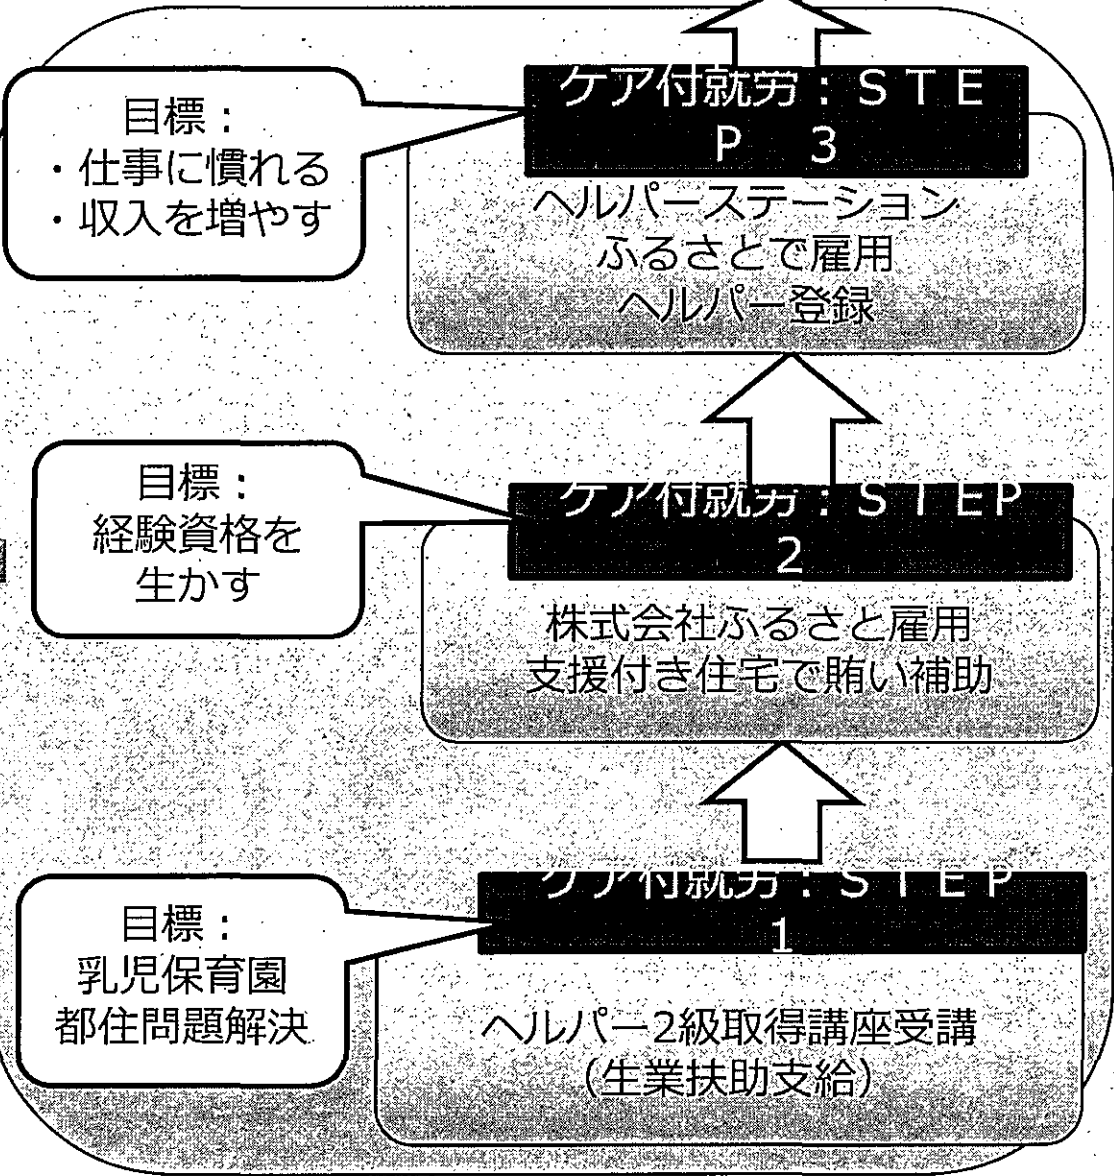 目標：
・仕事に慣れる
・収入を増やす
ケア付就労：ＳＴＥ
Ｐ　３
ヘルパーステーション
ふるさとで雇用
ヘルパー登録
目標：
経験資格を
生かす
ケア付就労：ＳＴＥＰ
２
株式会社ふるさと雇用
支援付き住宅で賄い補助
目標：
乳児保育園
都住問題解決
ケア付就労：ＳＴＥＰ
１
ヘルパー2級取得講座受講
（生業扶助支給）